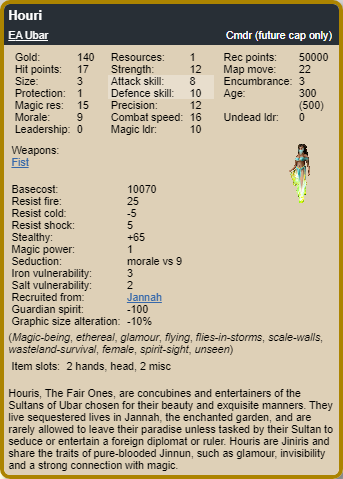 Houri
EA Ubar Cmdr (future cap only)
Gold: 140 Resources: 1 Rec points: 50000
Hit points: 17 Strength: 12 Map move: 22
Size: 3 Attack skill: 8 Encumbrance: 3
Protection: 1 Defence skill: 10 Age: 300
Magic res: 15 Precision: 12 (500)
Morale: 9 Combat speed: 16 Undead ldr: 0
Leadership: 0 Magic ldr: 10
Weapons:
Fist
Basecost: 10070
Resist fire: 25
Resist cold: -5
Resist shock: 5
Stealthy: +65
Magic power: 1
Seduction: morale vs 9
Iron vulnerability: 3
Salt vulnerability: 2
Recruited from: Jannah
Guardian spirit: -100
Graphic size alteration: -10%
(Magic-being, ethereal, glamour, flying, flies-in-storms, scale-walls,
wasteland-survival, female, spirit-sight, unseen)
Item slots: 2 hands, head, 2 misc
Houris, The Fair Ones, are concubines and entertainers of the
Sultans of Ubar chosen for their beauty and exquisite manners. They
live sequestered lives in Jannah, the enchanted garden, and are
rarely allowed to leave their paradise unless tasked by their Sultan to
seduce or entertain a foreign diplomat or ruler. Houris are Jiniris and
share the traits of pure-blooded Jinnun, such as glamour, invisibility
and a strong connection with magic.